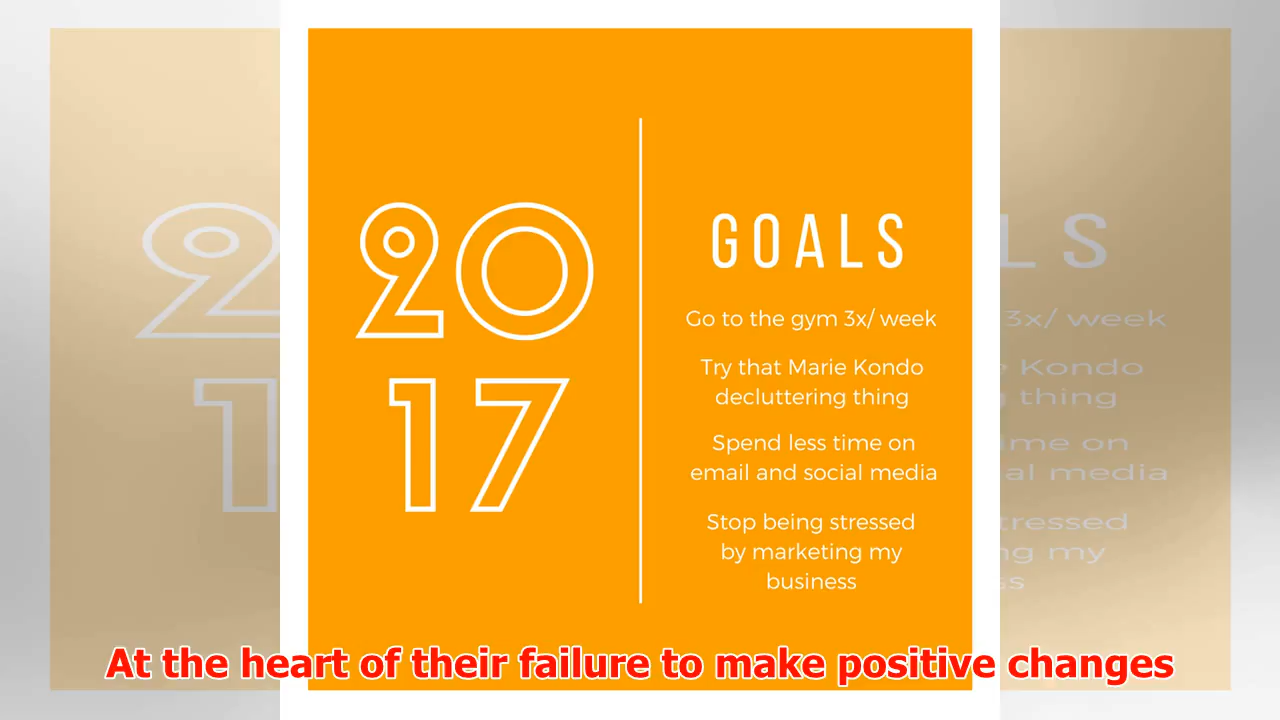 20
17
GOALS
Go to the gym 3x/ week
Try that Marie Kondo
decluttering thing
Spend less time on
email and social media
Stop being stressed
by marketing my
business
At the heart of their failure to make positive changes